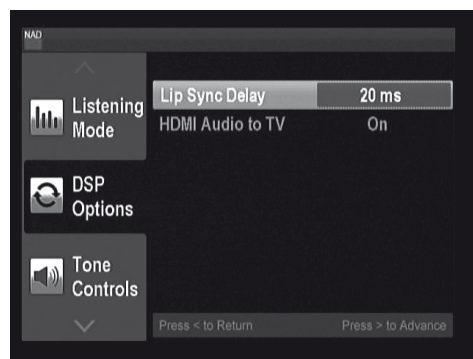 NAD
Listening
Mode
DSP
Options
Tone
Controls
Lip Sync Delay 20 ms
HDMI Audio to TV On
Press < to Return Press > to Advance